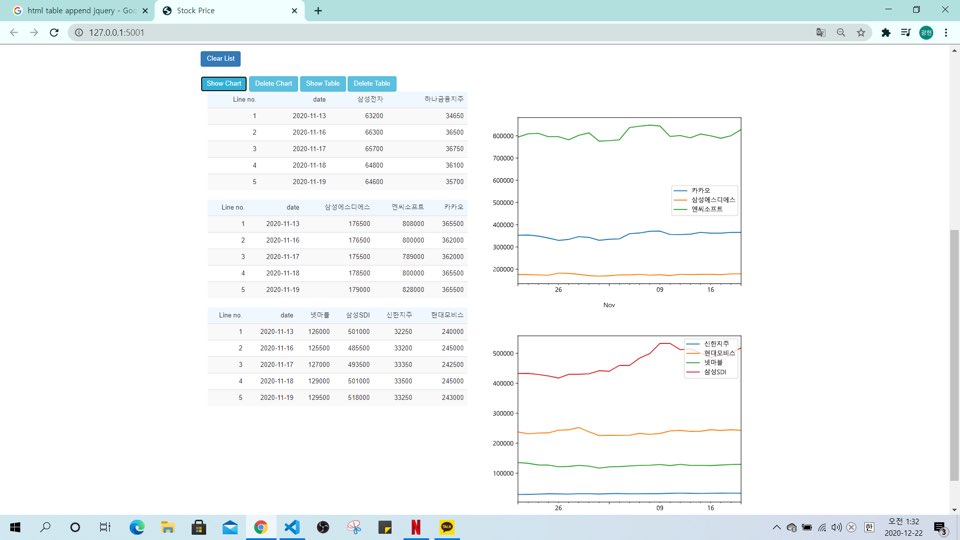 html table append jquery - Goo
Stock Price
127.0.0.1:5001
광현
Clear List
Show Chart Delete Chart Show Table Delete Table
Line no. date 삼성전자 하나금융지주
1 2020-11-13 63200 34650
2 2020-11-16 66300 36500
3 2020-11-17 65700 36750
4 2020-11-18 64800 36100
5 2020-11-19 64600 35700
Line no. date 삼성에스디에스 엔씨소프트 카카오
1 2020-11-13 176500 808000 365500
2 2020-11-16 176500 800000 362000
3 2020-11-17 175500 789000 362000
4 2020-11-18 178500 800000 365500
5 2020-11-19 179000 828000 365500
Line no. date 넷마블 삼성SDI 신한지주 현대모비스
1 2020-11-13 126000 501000 32250 240000
2 2020-11-16 125500 485500 33200 245000
3 2020-11-17 127000 493500 33350 242500
4 2020-11-18 129000 501000 33500 245000
5 2020-11-19 129500 518000 33250 243000
800000
700000
600000
500000
400000
300000
200000
카카오
삼성에스디에스
엔씨소프트
26 09 16
Nov
500000
400000
300000
200000
100000
신한지주
현대모비스
넷마블
삼성SDI
26 09 16
TALK
N
한
오전 1:32
2020-12-22
3